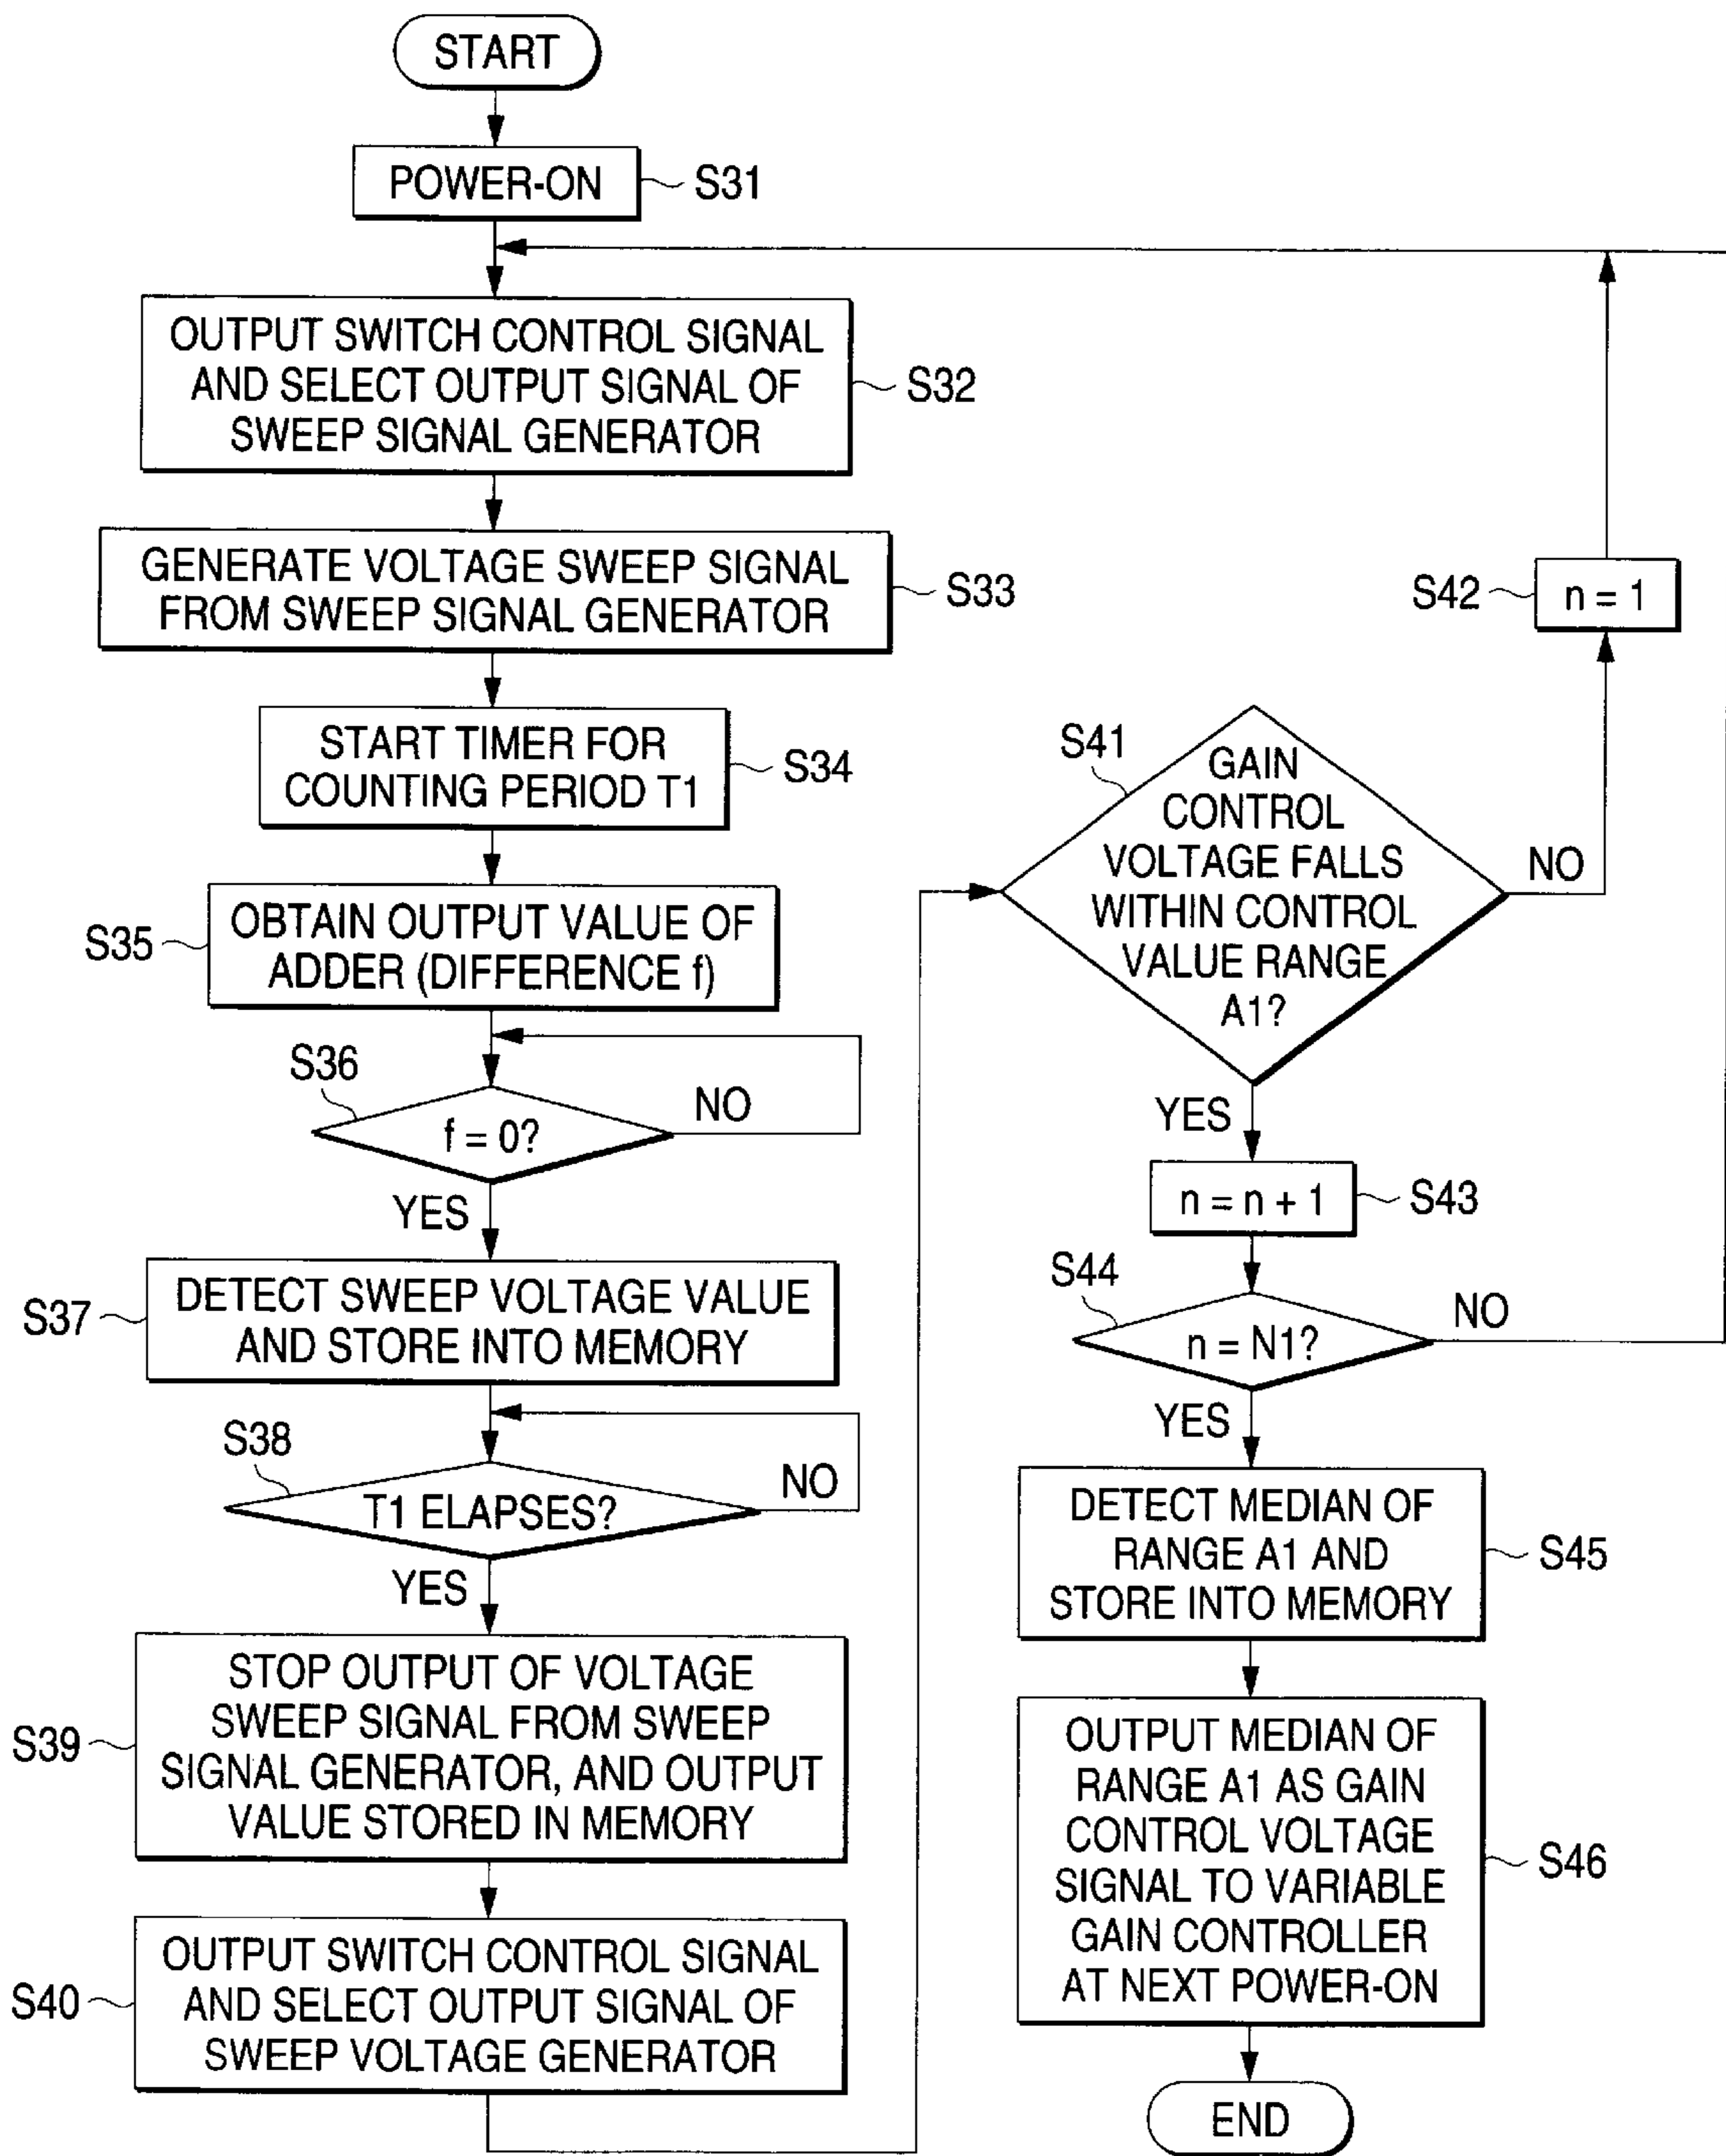 START
POWER-ON
S31
OUTPUT SWITCH CONTROL SIGNAL
AND SELECT OUTPUT SIGNAL OF
SWEEP SIGNAL GENERATOR
S32
GENERATE VOLTAGE SWEEP SIGNAL
FROM SWEEP SIGNAL GENERATOR
S33
START TIMER FOR
COUNTING PERIOD T1
S34
S35
OBTAIN OUTPUT VALUE OF
ADDER (DIFFERENCE f)
S36
f = 0?
NO
YES
S37
DETECT SWEEP VOLTAGE VALUE
AND STORE INTO MEMORY
S38
T1 ELAPSES?
NO
YES
S39
STOP OUTPUT OF VOLTAGE
SWEEP SIGNAL FROM SWEEP
SIGNAL GENERATOR, AND OUTPUT
VALUE STORED IN MEMORY
S40
OUTPUT SWITCH CONTROL SIGNAL
AND SELECT OUTPUT SIGNAL OF
SWEEP VOLTAGE GENERATOR
S41
GAIN
CONTROL
VOLTAGE FALLS
WITHIN CONTROL
VALUE RANGE
A1?
NO
S42
n = 1
YES
n = n + 1
S43
S44
n = N1?
NO
YES
DETECT MEDIAN OF
RANGE A1 AND
STORE INTO MEMORY
S45
OUTPUT MEDIAN OF
RANGE A1 AS GAIN
CONTROL VOLTAGE
SIGNAL TO VARIABLE
GAIN CONTROLLER
AT NEXT POWER-ON
S46
END